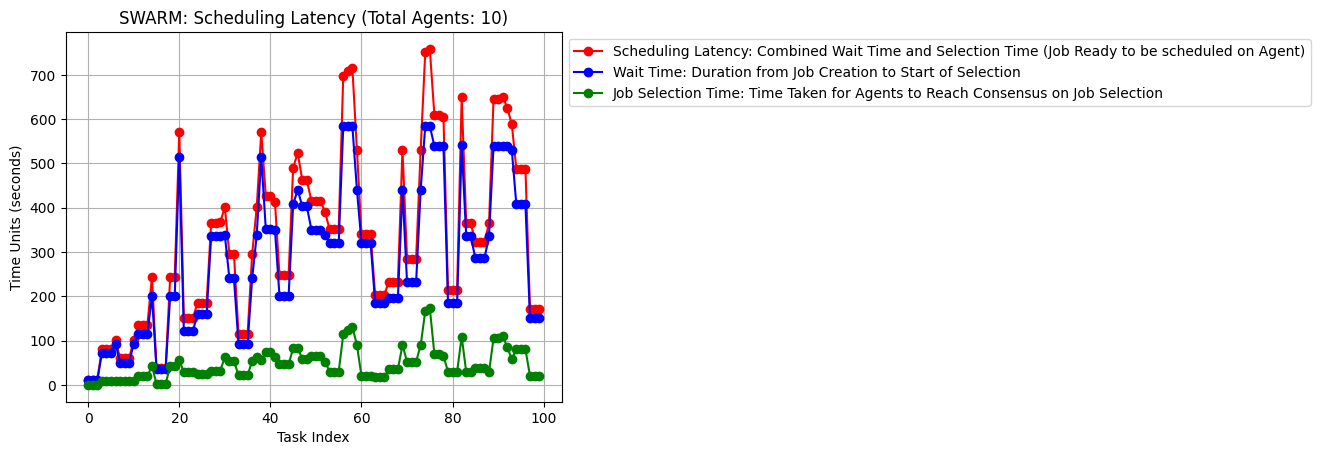 SWARM: Scheduling Latency (Total Agents: 10)
Scheduling Latency: Combined Wait Time and Selection Time (Job Ready to be scheduled on Agent)
Wait Time: Duration from Job Creation to Start of Selection
Job Selection Time: Time Taken for Agents to Reach Consensus on Job Selection
Time Units (seconds)
700
600
500
400
300
200
100
0
0 20 40 60 80 100
Task Index